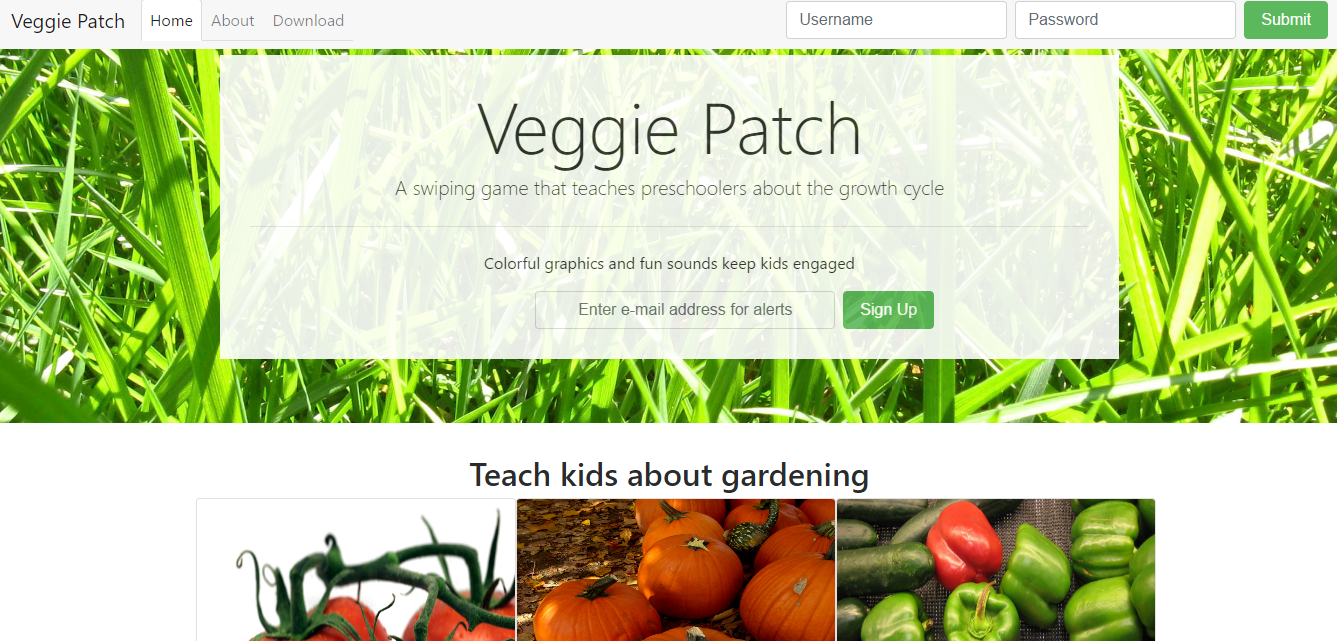 Veggie Patch Home About Download Username Password Submit
Veggie Patch
A swiping game that teaches preschoolers about the growth cycle
Colorful graphics and fun sounds keep kids engaged
Enter e-mail address for alerts Sign Up
Teach kids about gardening